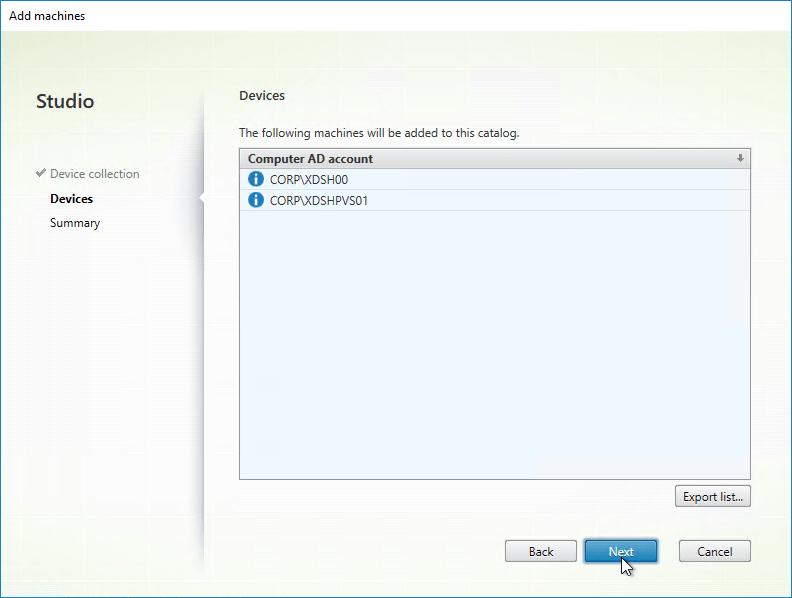 Add machines
Studio
Device collection
Devices
Summary
Devices
The following machines will be added to this catalog.
Computer AD account
CORP\XDSH00
CORP\XDSHPVS01
Export list...
Back
Next
Cancel